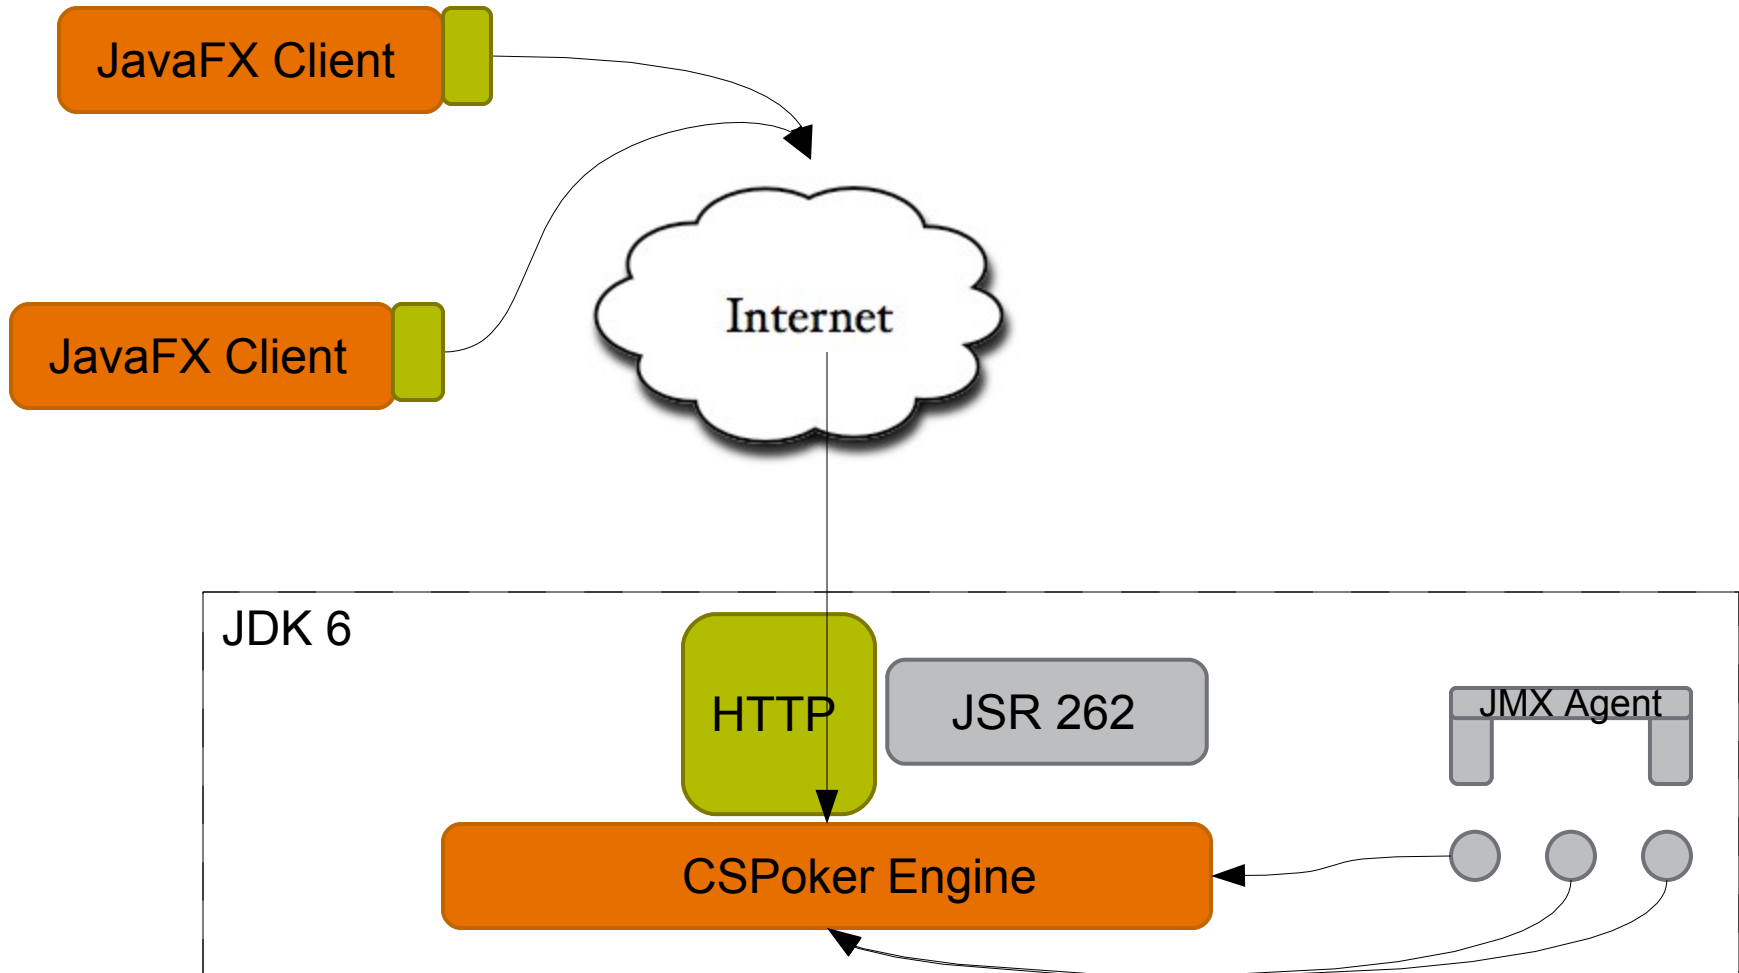 JavaFX Client
Internet
JavaFX Client
JDK 6
HTTP
JSR 262
JMX Agent
CSPoker Engine